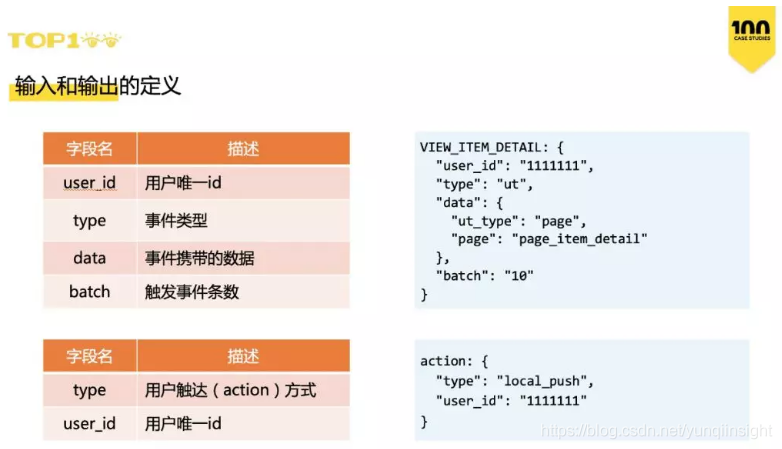 TOP1
100
CASE STUDIES
输入和输出的定义
字段名 描述
user_id 用户唯一id
type 事件类型
data 事件携带的数据
batch 触发事件条数
VIEW_ITEM_DETAIL: {
"user_id": "1111111",
"type": "ut",
"data": {
"ut_type": "page",
"page": "page_item_detail"
},
"batch": "10"
}
字段名 描述
type 用户触达（action）方式
user_id 用户唯一id
action: {
"type": "local_push",
"user_id": "1111111"
}
https://blog.csdn.net/yunqiinsight